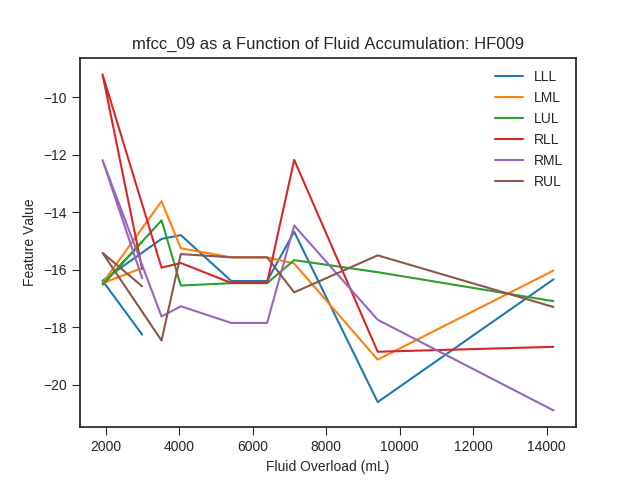 mfcc_09 as a Function of Fluid Accumulation: HF009
LLL
LML
LUL
RLL
RML
RUL
−10
−12
−14
−16
−18
−20
Feature Value
2000 4000 6000 8000 10000 12000 14000
Fluid Overload (mL)